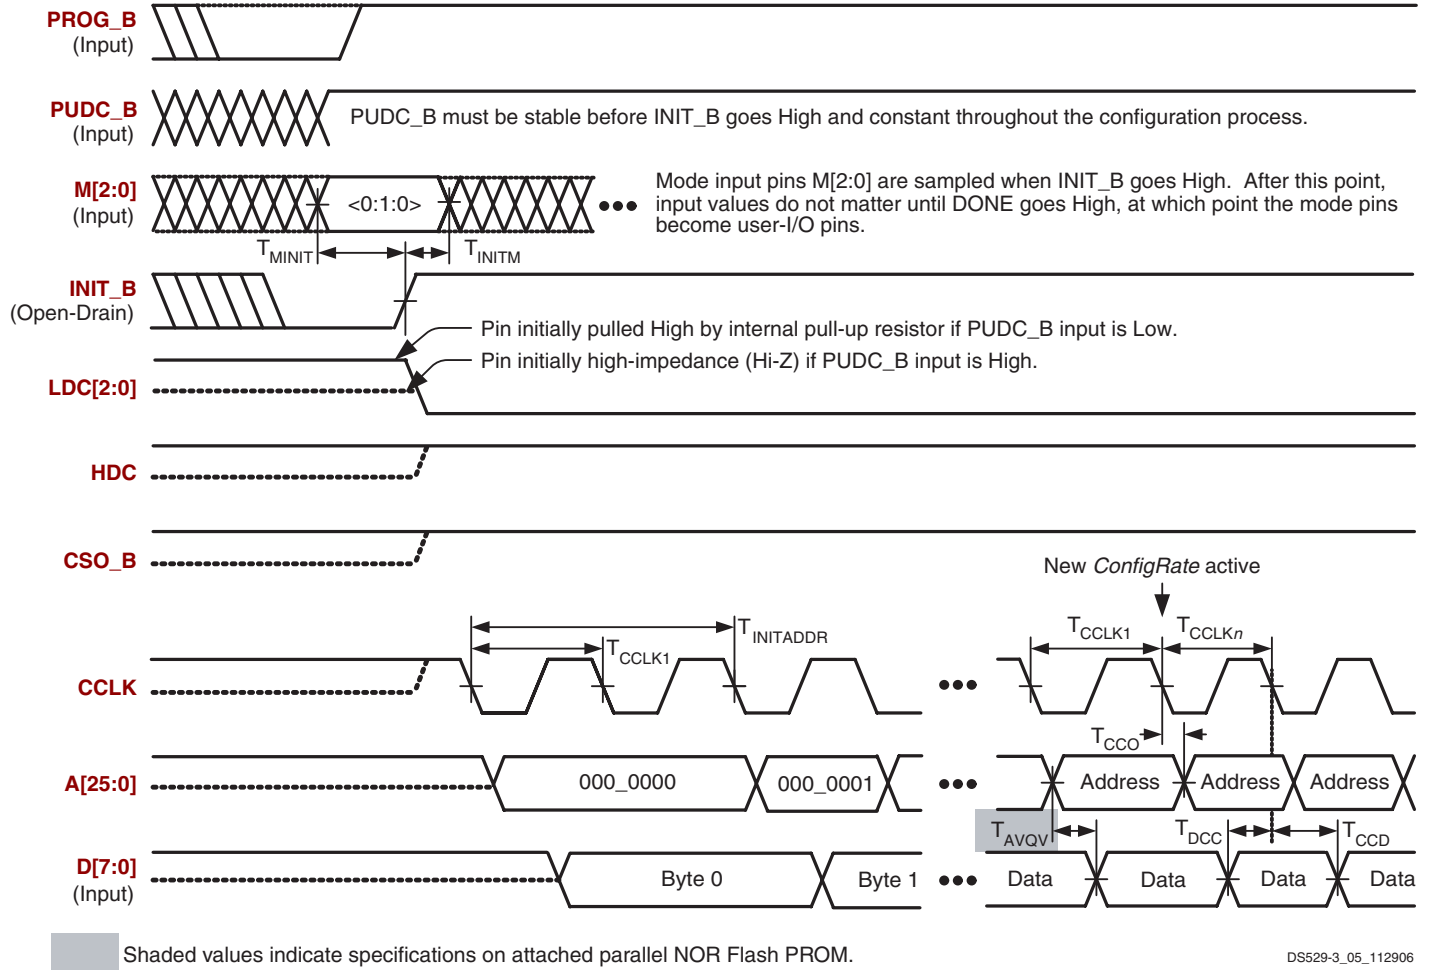 PROG_B
(Input)
PUDC_B
(Input)
PUDC_B must be stable before INIT_B goes High and constant throughout the configuration process.
M[2:0]
(Input)
<0:1:0>
Mode input pins M[2:0] are sampled when INIT_B goes High. After this point,
input values do not matter until DONE goes High, at which point the mode pins
become user-I/O pins.
TMINIT
TINITM
INIT_B
(Open-Drain)
Pin initially pulled High by internal pull-up resistor if PUDC_B input is Low.
Pin initially high-impedance (Hi-Z) if PUDC_B input is High.
LDC[2:0]
HDC
CSO_B
New ConfigRate active
TINITADDR
TCCLK1
TCCLK1
TCCLKn
CCLK
TCCO
A[25:0]
000_0000
000_0001
Address
Address
Address
TAVQV
TDCC
TCCD
D[7:0]
(Input)
Byte 0
Byte 1
Data
Data
Data
Data
Shaded values indicate specifications on attached parallel NOR Flash PROM.
DS529-3_05_112906